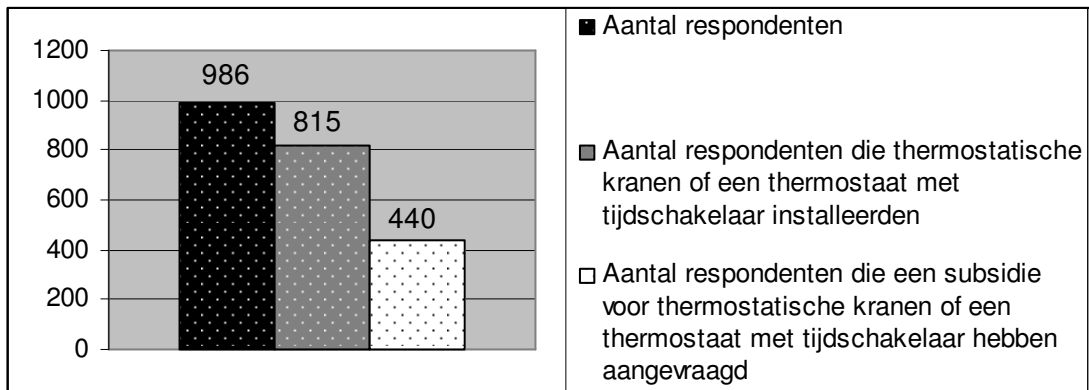 1200
1000
800
600
400
200
0
986
815
440
Aantal respondenten
Aantal respondenten die thermostatische
kranen of een thermostaat met
tijdschakelaar installeerden
Aantal respondenten die een subsidie
voor thermostatische kranen of een
thermostaat met tijdschakelaar hebben
aangevraagd